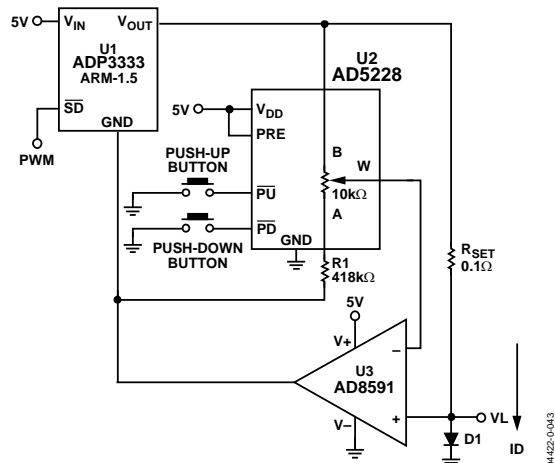 5V
VIN
VOUT
U1
ADP3333
ARM-1.5
SD
GND
PWM
U2
AD5228
5V
VDD
PRE
PUSH-UP
BUTTON
PU
PUSH-DOWN
BUTTON
PD
GND
B
W
10kΩ
A
R1
418kΩ
RSET
0.1Ω
5V
V+
U3
AD8591
V–
–
+
VL
D1
ID
04422-0-043